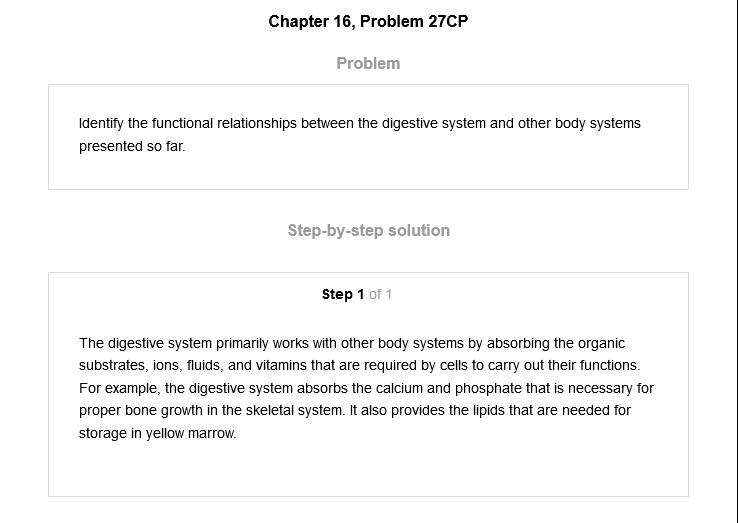 Chapter 16, Problem 27CP
Problem
Identify the functional relationships between the digestive system and other body systems
presented so far.
Step-by-step solution
Step 1 of 1
The digestive system primarily works with other body systems by absorbing the organic
substrates, ions, fluids, and vitamins that are required by cells to carry out their functions.
For example, the digestive system absorbs the calcium and phosphate that is necessary for
proper bone growth in the skeletal system. It also provides the lipids that are needed for
storage in yellow marrow.